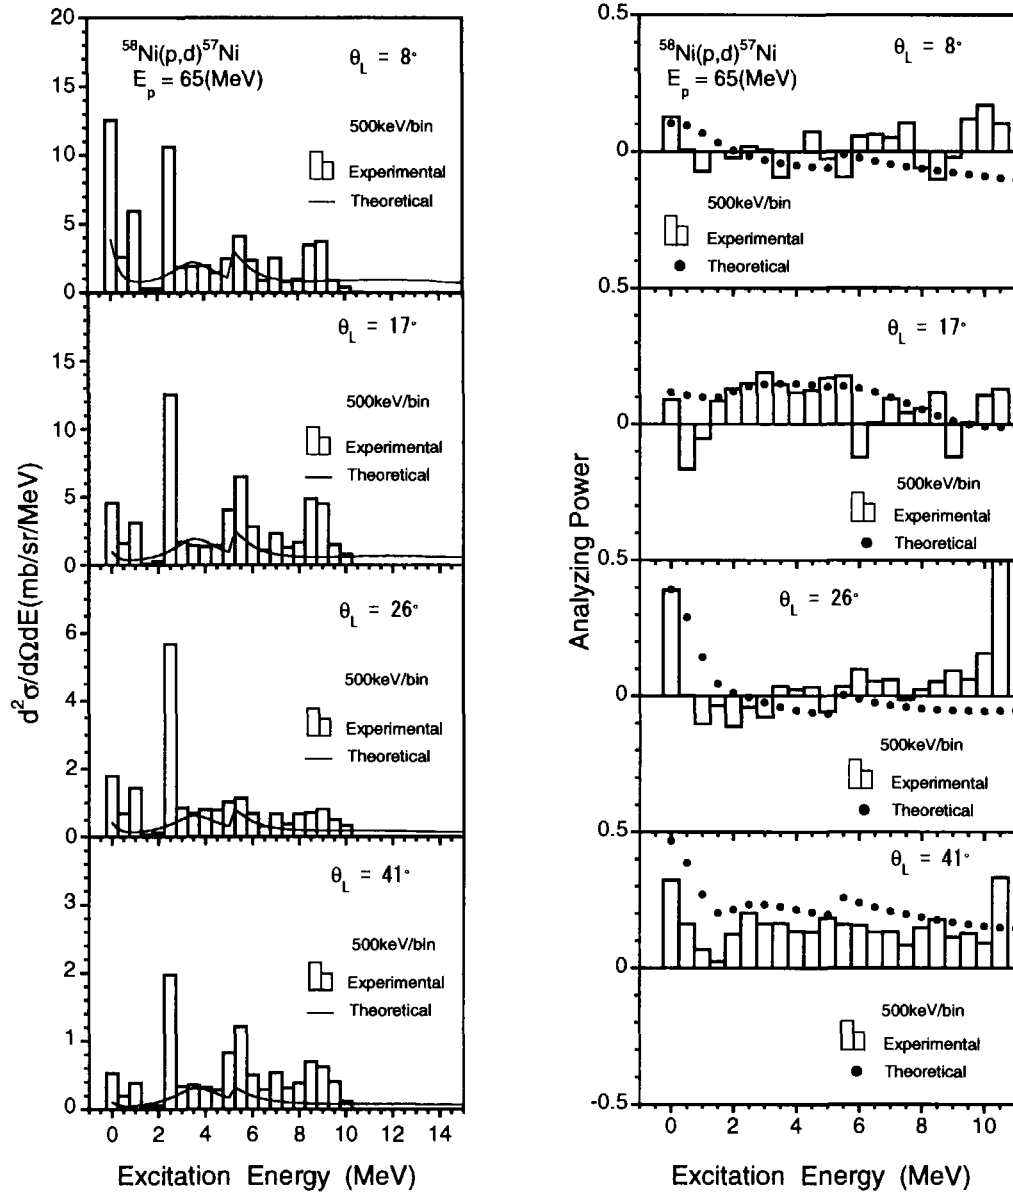 20
⁵⁸Ni(p,d)⁵⁷Ni
E_p = 65(MeV)
θ_L = 8°
15
500keV/bin
Experimental
Theoretical
10
5
0
θ_L = 17°
15
500keV/bin
Experimental
Theoretical
10
5
0
θ_L = 26°
6
500keV/bin
Experimental
Theoretical
4
2
0
θ_L = 41°
3
500keV/bin
Experimental
Theoretical
2
1
0
0 2 4 6 8 10 12 14
Excitation Energy (MeV)
d²σ/dΩdE(mb/sr/MeV)
0.5
⁵⁸Ni(p,d)⁵⁷Ni
E_p = 65(MeV)
θ_L = 8°
0
500keV/bin
Experimental
Theoretical
0.5
θ_L = 17°
0
500keV/bin
Experimental
Theoretical
0.5
θ_L = 26°
0
500keV/bin
Experimental
Theoretical
0.5
θ_L = 41°
0
500keV/bin
Experimental
Theoretical
-0.5
0 2 4 6 8 10
Excitation Energy (MeV)
Analyzing Power